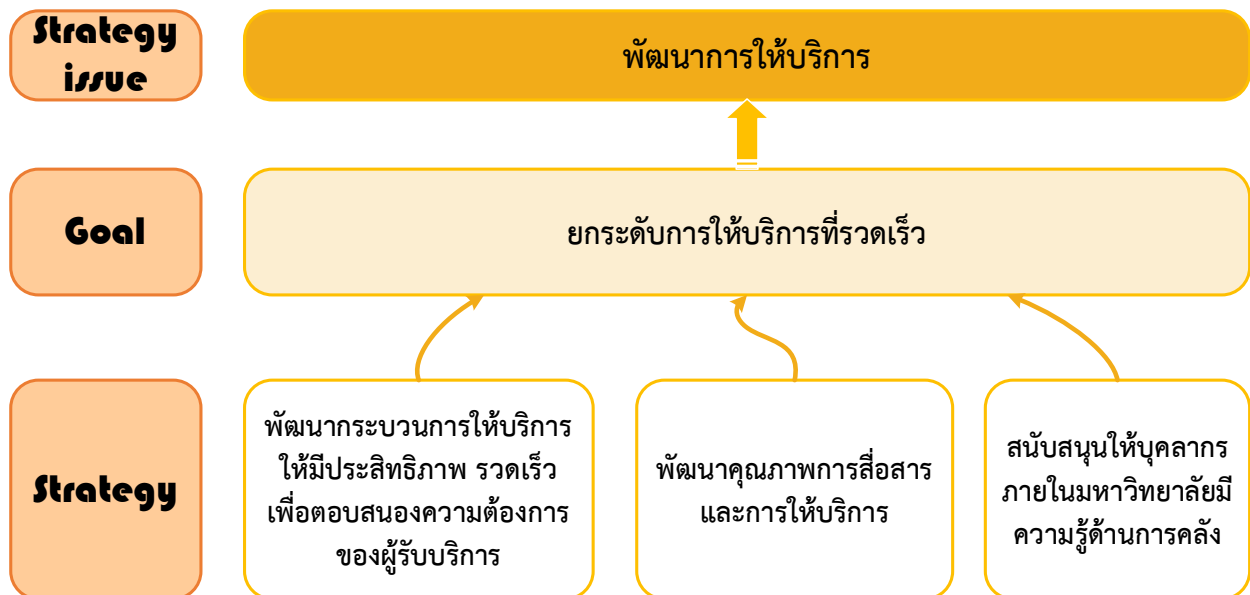 Strategy
issue
พัฒนาการให้บริการ
Goal
ยกระดับการให้บริการที่รวดเร็ว
Strategy
พัฒนากระบวนการให้บริการ
ให้มีประสิทธิภาพ รวดเร็ว
เพื่อตอบสนองความต้องการ
ของผู้รับบริการ
พัฒนาคุณภาพการสื่อสาร
และการให้บริการ
สนับสนุนให้บุคลากร
ภายในมหาวิทยาลัยมี
ความรู้ด้านการคลัง